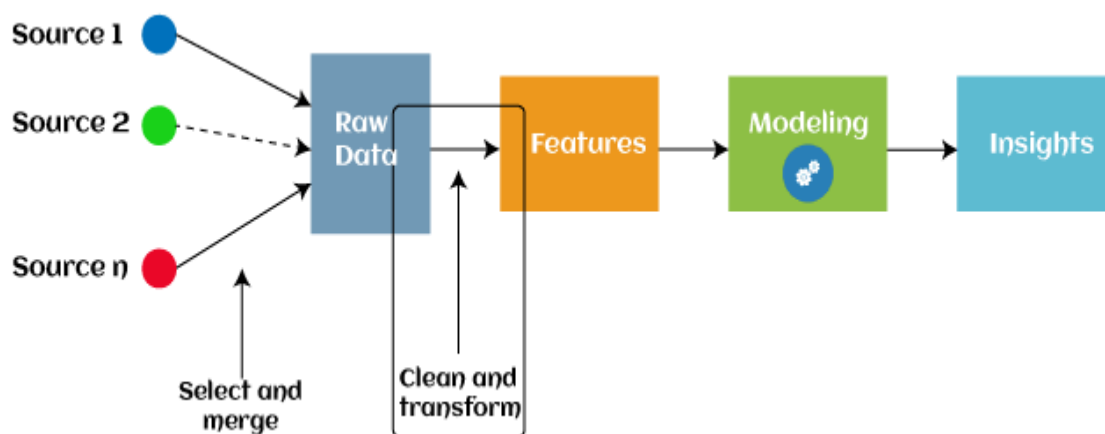 Source 1
Source 2
Source n
Raw
Data
Features
Modeling
Insights
Select and
merge
Clean and
transform